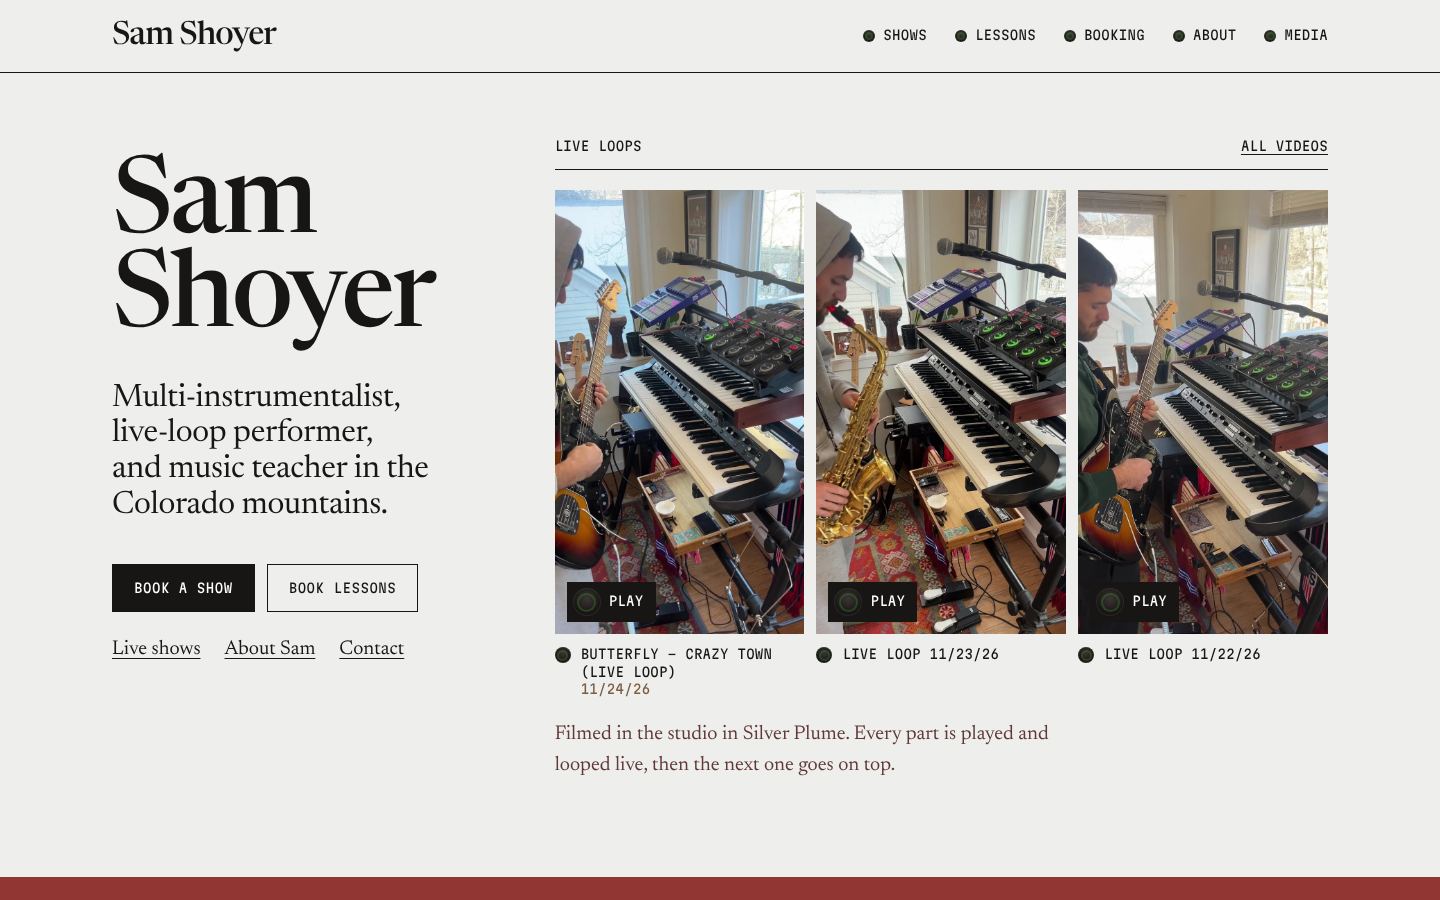 Sam Shoyer
SHOWS
LESSONS
BOOKING
ABOUT
MEDIA
Sam
Shoyer
Multi-instrumentalist,
live-loop performer,
and music teacher in the
Colorado mountains.
BOOK A SHOW
BOOK LESSONS
Live shows
About Sam
Contact
LIVE LOOPS
ALL VIDEOS
PLAY
PLAY
PLAY
BUTTERFLY – CRAZY TOWN
(LIVE LOOP)
11/24/26
LIVE LOOP 11/23/26
LIVE LOOP 11/22/26
Filmed in the studio in Silver Plume. Every part is played and
looped live, then the next one goes on top.